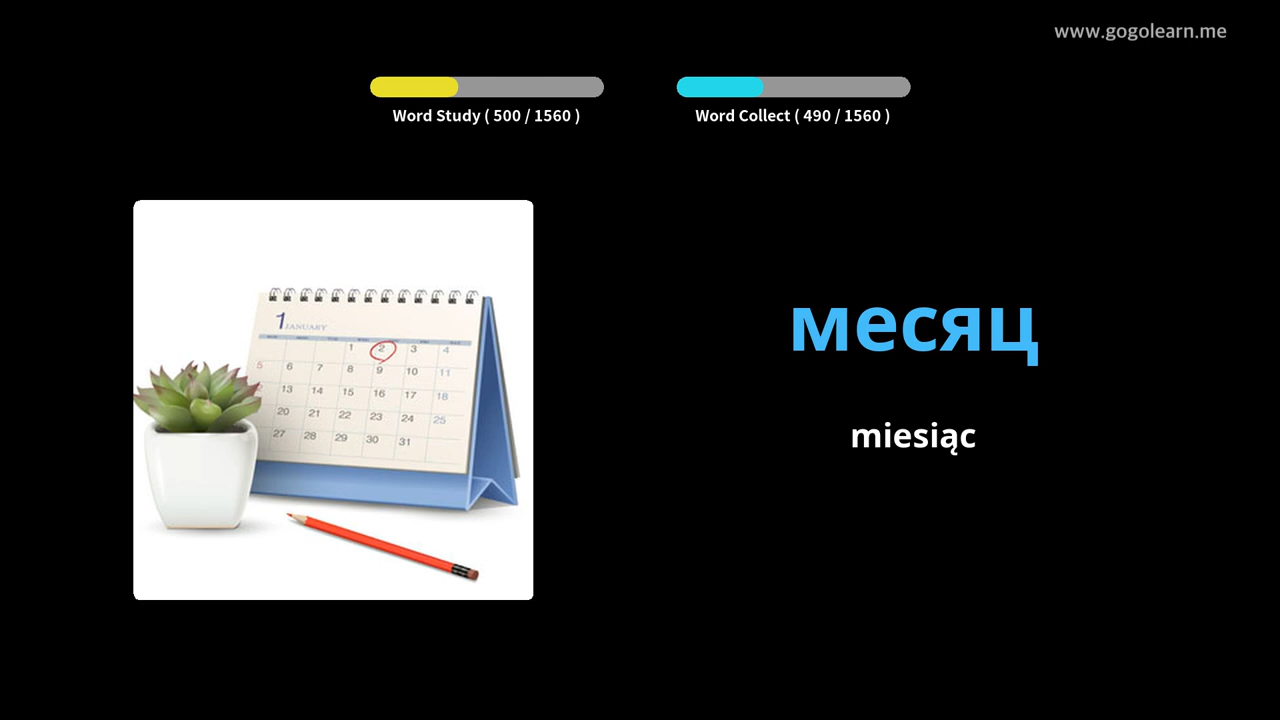 www.gogolearn.me
Word Study ( 500 / 1560 )
Word Collect ( 490 / 1560 )
месяц
miesiąc
1 JANUARY
1 2 3 4
5 6 7 8 9 10 11
13 14 15 16 17 18
20 21 22 23 24 25
27 28 29 30 31